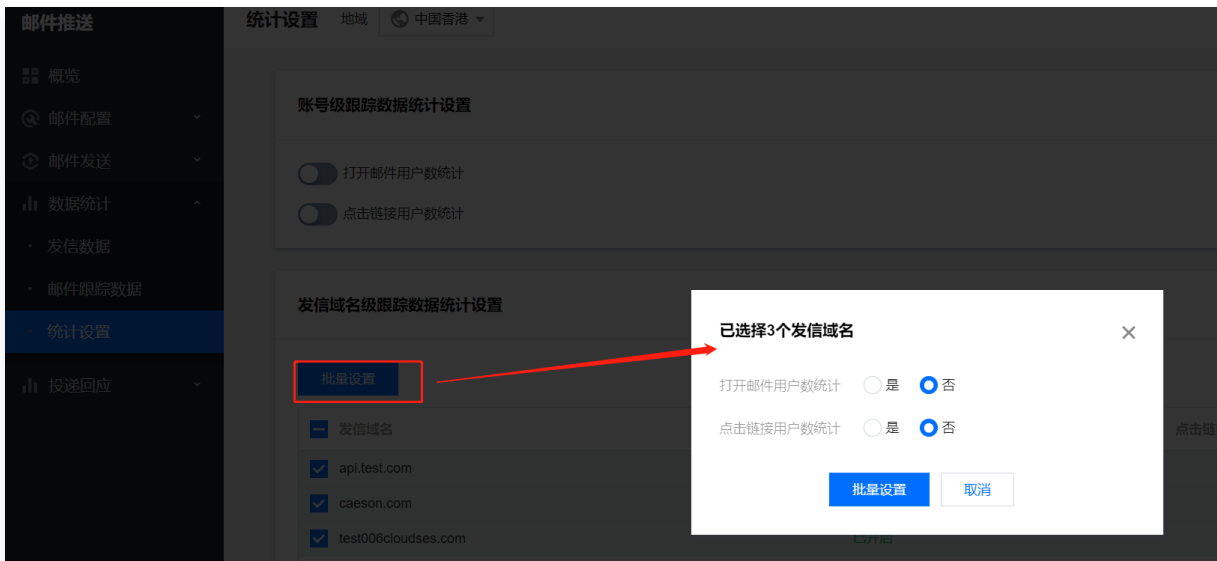 邮件推送
统计设置 地域 中国香港
概览
邮件配置
邮件发送
数据统计
发信数据
邮件跟踪数据
统计设置
投递回应
账号级跟踪数据统计设置
打开邮件用户数统计
点击链接用户数统计
发信域名级跟踪数据统计设置
批量设置
发信域名
点击链
api.test.com
caeson.com
test006cloudses.com
已开启
已选择3个发信域名
打开邮件用户数统计 是 否
点击链接用户数统计 是 否
批量设置 取消